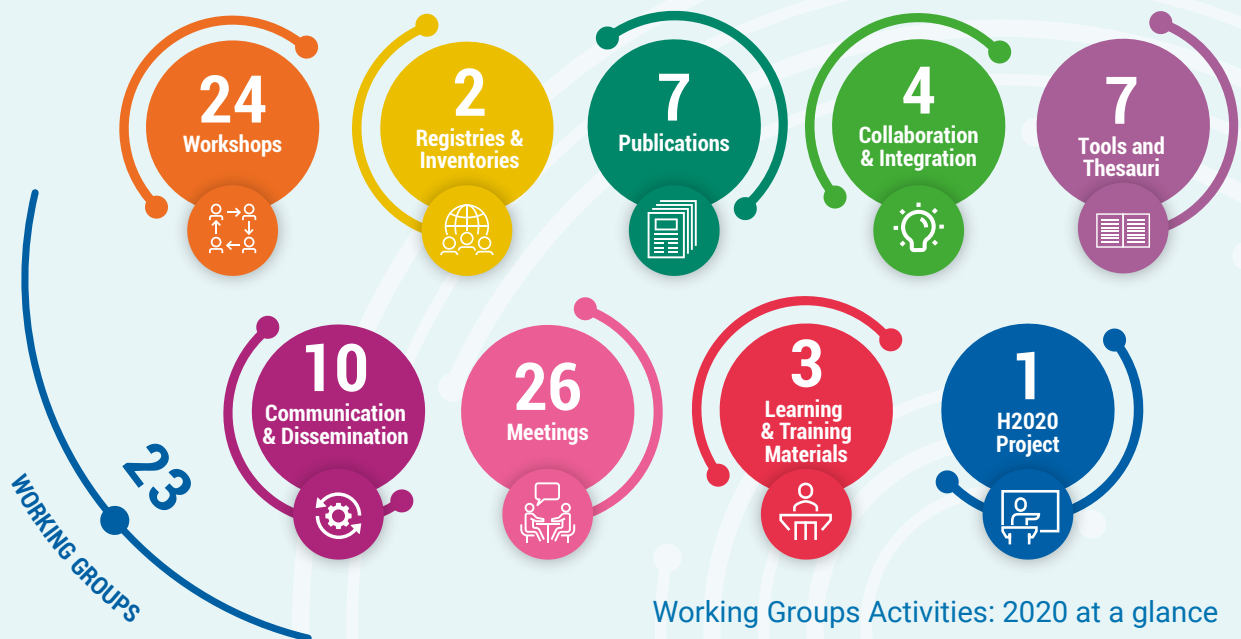 24
Workshops
2
Registries &
Inventories
7
Publications
4
Collaboration
& Integration
7
Tools and
Thesauri
10
Communication
& Dissemination
26
Meetings
3
Learning
& Training
Materials
1
H2020
Project
23
WORKING GROUPS
Working Groups Activities: 2020 at a glance